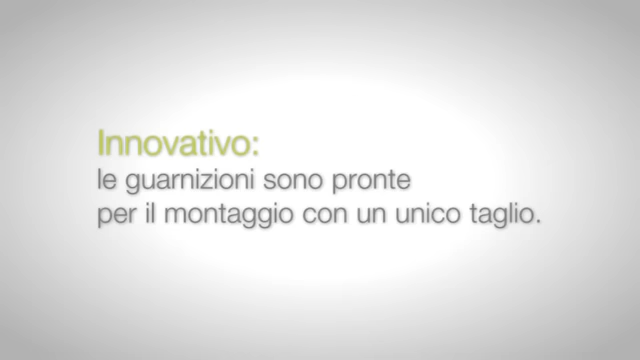 Innovativo:
le guarnizioni sono pronte
per il montaggio con un unico taglio.